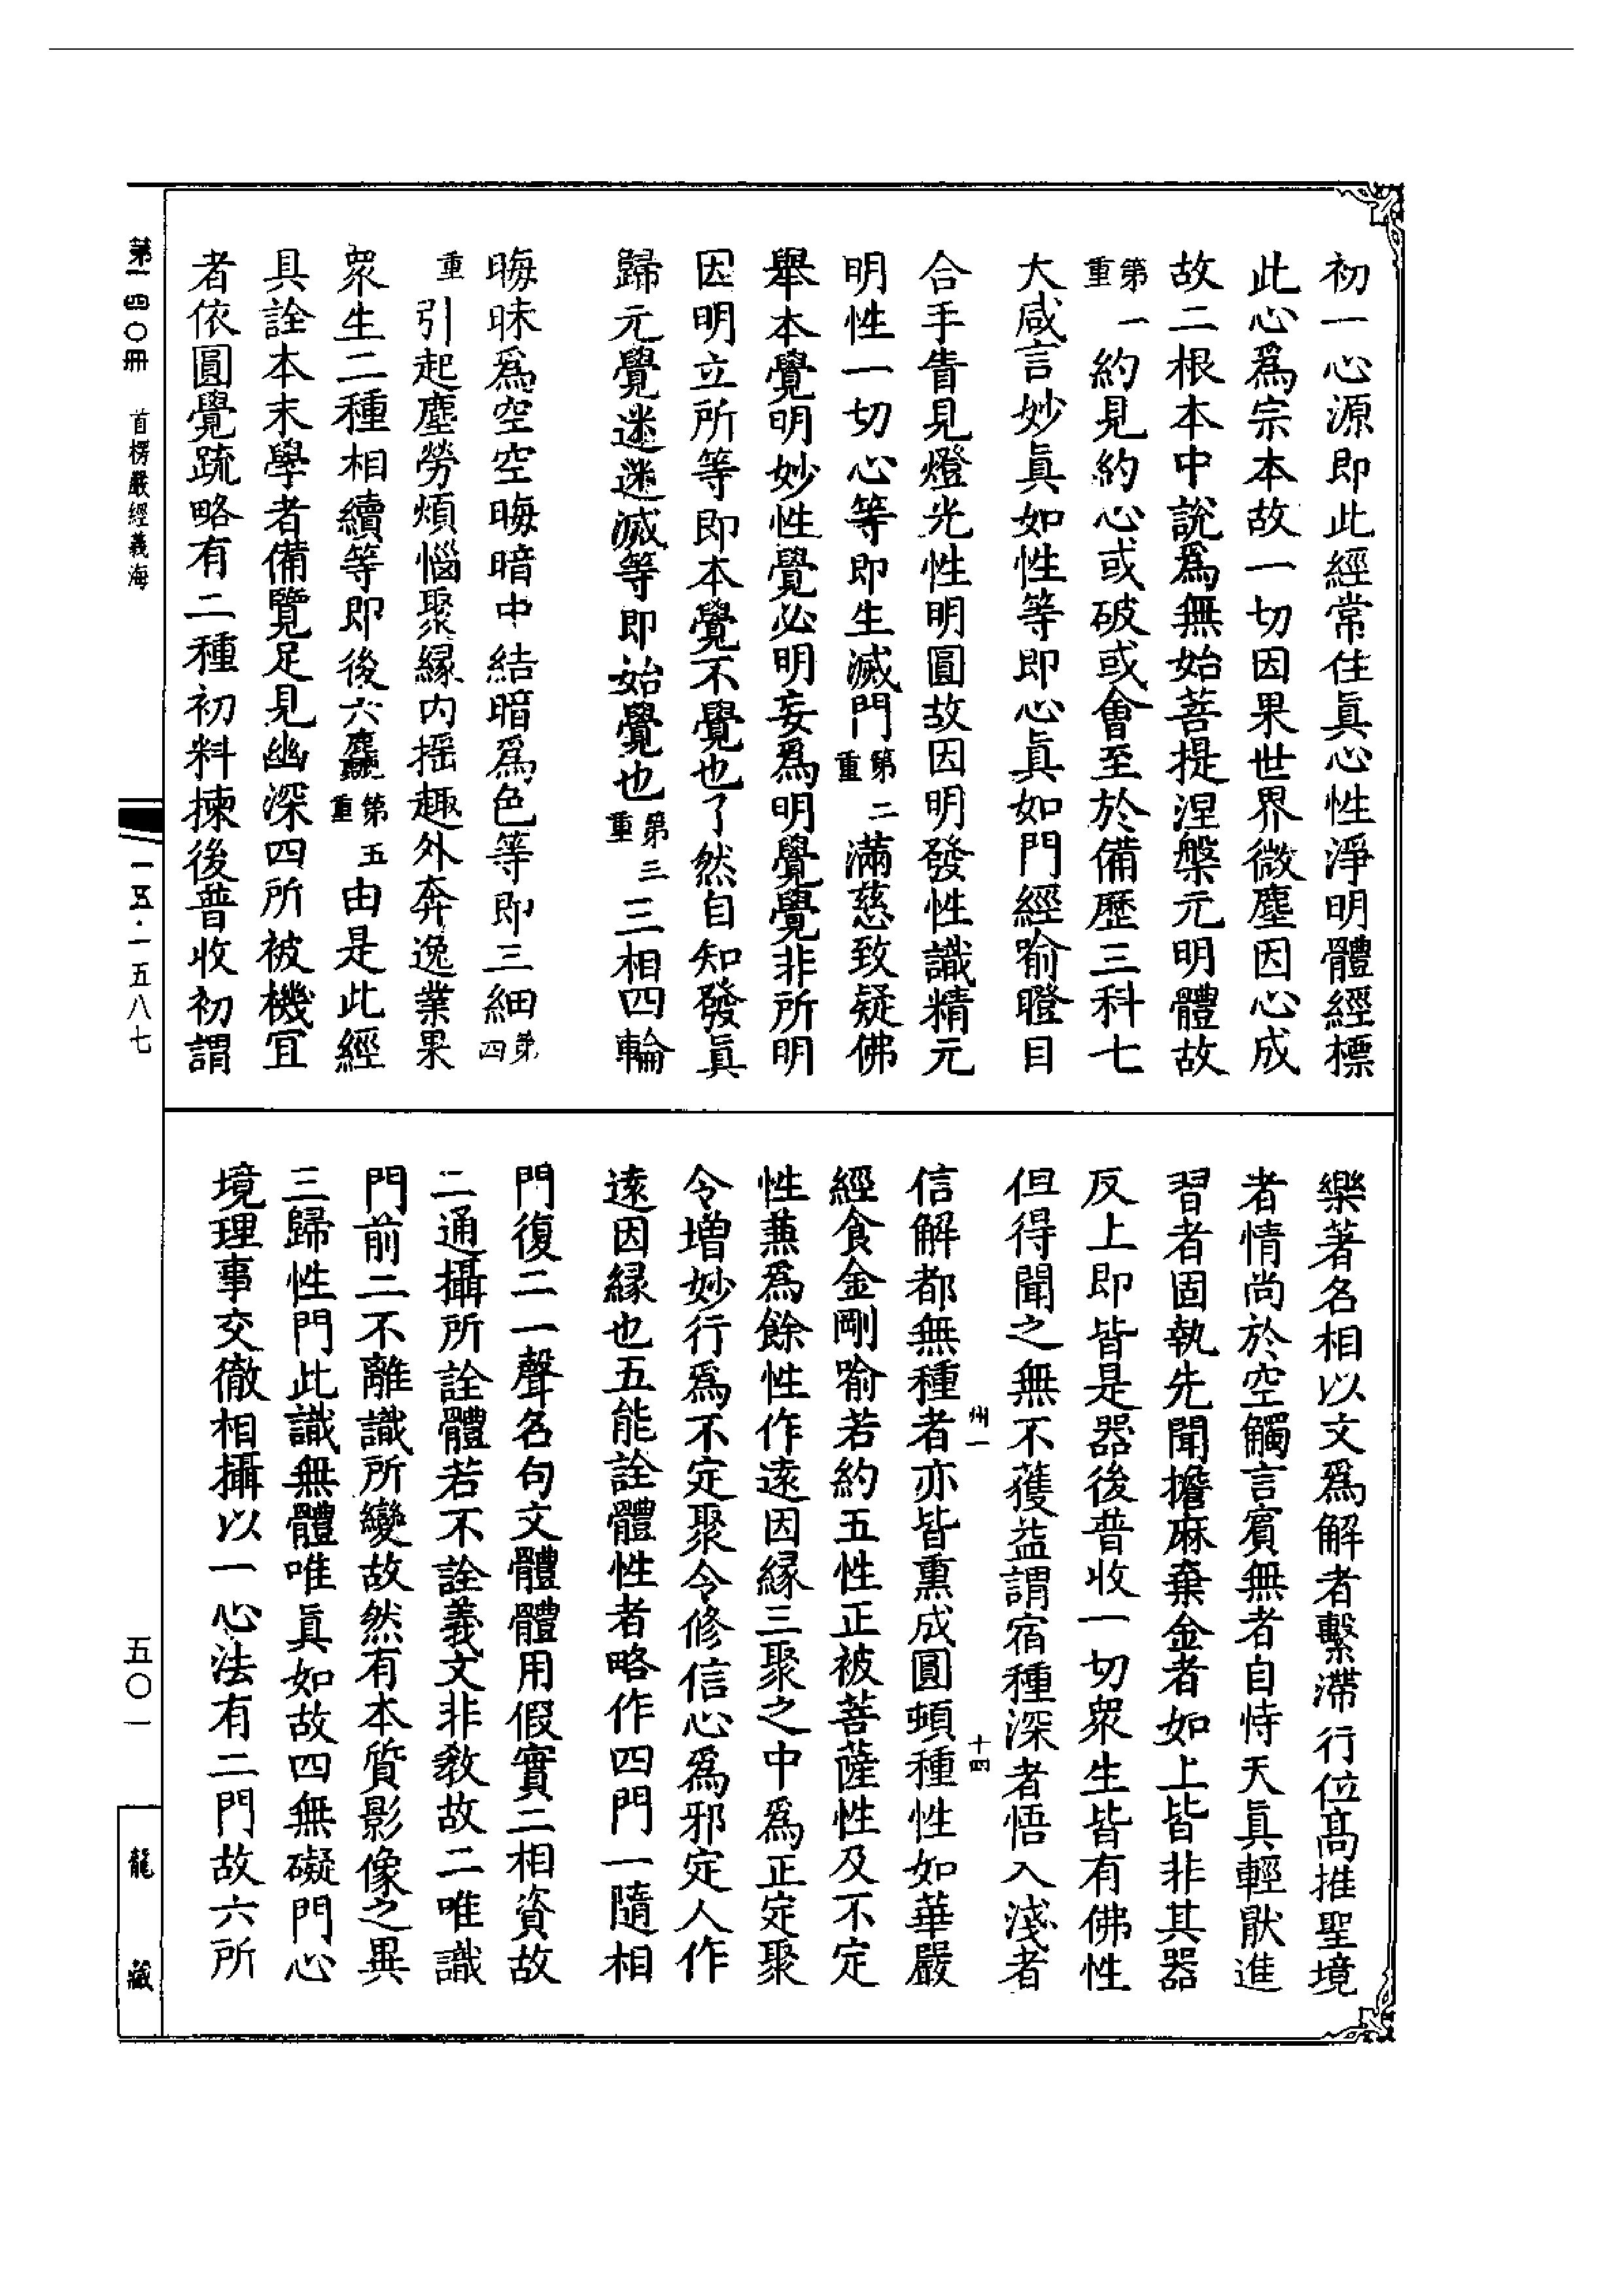 初一心源即此經常住眞心性淨明體經標
此心爲宗本故一切因果世界微塵因心成
故二根本中說爲無始菩提涅槃元明體故
第一重約見約心或破或會至於備歷三科七
大咸言妙眞如性等即心眞如門經喻瞪目
合手眚見燈光性明圓故因明發性識精元
明性一切心等即生滅門第二重滿慈致疑佛
舉本覺明妙性覺必明妄爲明覺覺非所明
因明立所等即本覺不覺也了然自知發眞
歸元覺迷迷滅等即始覺也第三重三相四輪
晦昧爲空空晦暗中結暗爲色等即三細第四
重引起塵勞煩惱聚緣内摇趣外奔逸業果
衆生二種相續等即後六麤第五重由是此經
具詮本末學者備覽足見幽深四所被機宜
者依圓覺疏略有二種初料揀後普收初謂
樂著名相以文爲解者繫滯行位高推聖境
者情尚於空觸言賓無者自恃天眞輕猒進
習者固執先聞擔麻棄金者如上皆非其器
反上即皆是器後普收一切衆生皆有佛性
但得聞之無不獲益謂宿種深者悟入淺者
信解都無種者亦皆熏成圓頓種性如華嚴
經食金剛喻若約五性正被菩薩性及不定
性兼爲餘性作遠因緣三聚之中爲正定聚
令增妙行爲不定聚令修信心爲邪定人作
遠因緣也五能詮體性者略作四門一隨相
門復二一聲名句文體體用假實二相資故
二通攝所詮體若不詮義文非教故二唯識
門前二不離識所變故然有本質影像之異
三歸性門此識無體唯眞如故四無礙門心
境理事交徹相攝以一心法有二門故六所
州一
十四
第一四〇冊
首楞嚴經義海
一五·一五八七
五〇一
龍藏